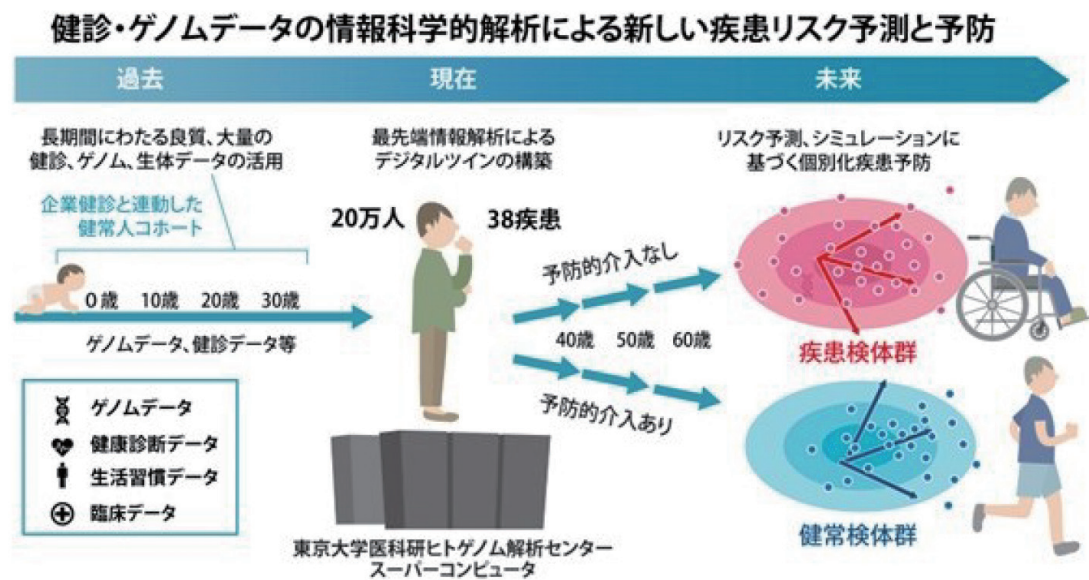 健診・ゲノムデータの情報科学的解析による新しい疾患リスク予測と予防
過去
現在
未来
長期間にわたる良質、大量の
健診、ゲノム、生体データの活用
企業健診と連動した
健常人コホート
0歳 10歳 20歳 30歳
ゲノムデータ、健診データ等
ゲノムデータ
健康診断データ
生活習慣データ
臨床データ
最先端情報解析による
デジタルツインの構築
20万人 38疾患
予防的介入なし
40歳 50歳 60歳
予防的介入あり
東京大学医科研ヒトゲノム解析センター
スーパーコンピュータ
リスク予測、シミュレーションに
基づく個別化疾患予防
疾患検体群
健常検体群